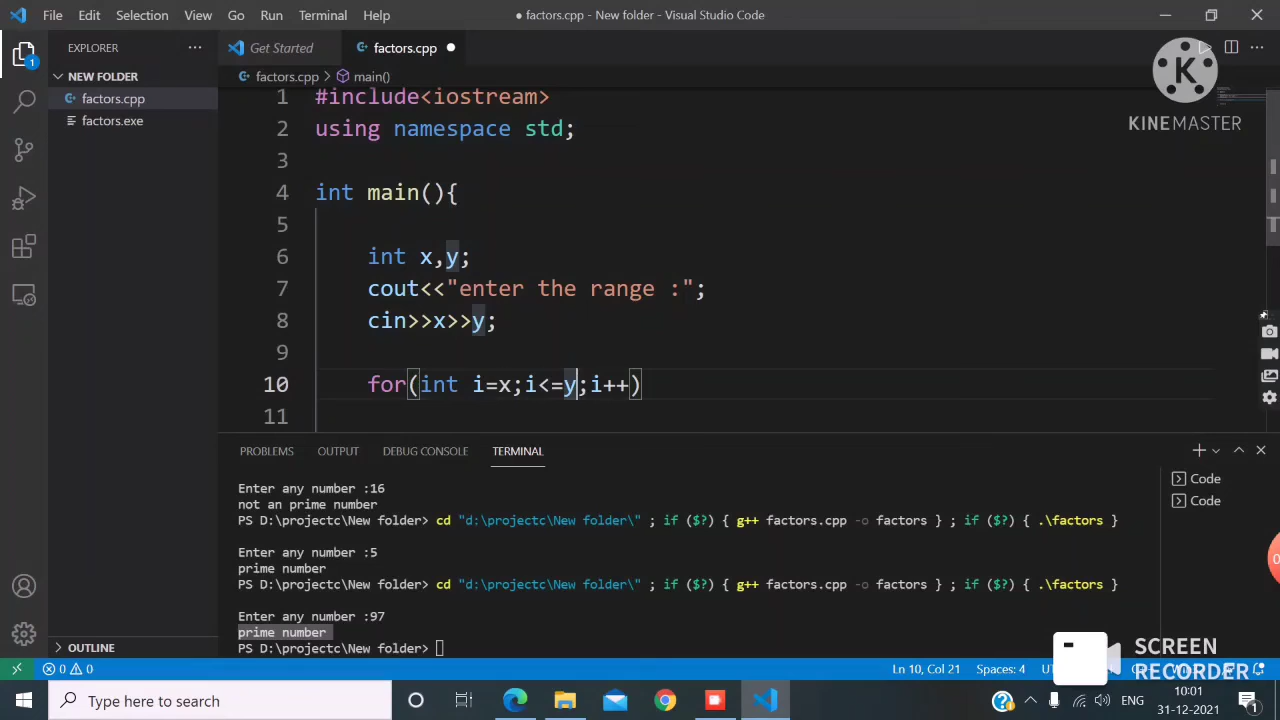 File Edit Selection View Go Run Terminal Help
● factors.cpp - New folder - Visual Studio Code
EXPLORER
Get Started
factors.cpp
NEW FOLDER
factors.cpp > main()
factors.cpp
factors.exe
1
K
KINEMASTER
1 #include<iostream>
2 using namespace std;
3
4 int main(){
5
6 int x,y;
7 cout<<"enter the range :";
8 cin>>x>>y;
9
10 for(int i=x;i<=y;i++)
11
PROBLEMS OUTPUT DEBUG CONSOLE TERMINAL
Code
Code
Enter any number :16
not an prime number
PS D:\projectc\New folder> cd "d:\projectc\New folder\" ; if ($?) { g++ factors.cpp -o factors } ; if ($?) { .\factors }
Enter any number :5
prime number
PS D:\projectc\New folder> cd "d:\projectc\New folder\" ; if ($?) { g++ factors.cpp -o factors } ; if ($?) { .\factors }
Enter any number :97
prime number
PS D:\projectc\New folder>
OUTLINE
SCREEN
RECORDER
0 0
Ln 10, Col 21 Spaces: 4
Type here to search
ENG
10:01
31-12-2021
1